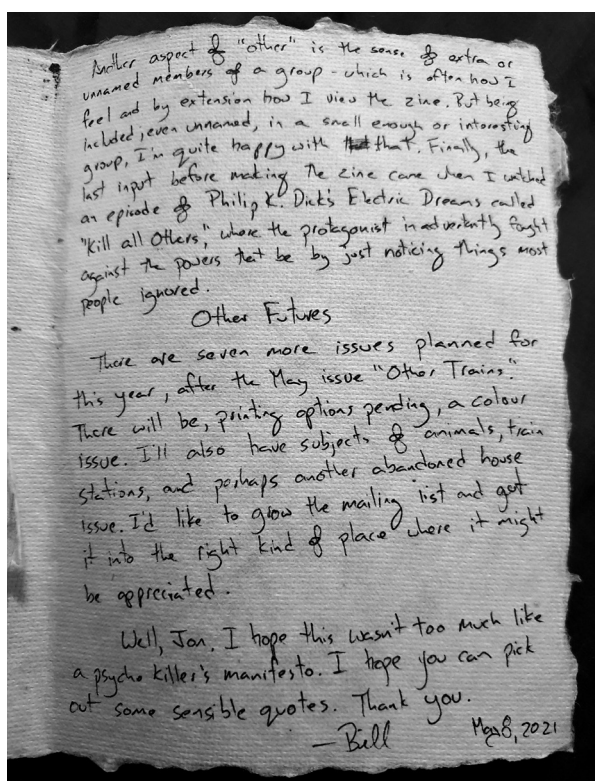 Another aspect of "other" is the sense of extra or
unnamed members of a group - which is often how I
feel and by extension how I view the zine. But being
included, even unnamed, in a small enough or interesting
group, I'm quite happy with that. Finally, the
last input before making the zine came when I watched
an episode of Philip K. Dick's Electric Dreams called
"Kill all Others," where the protagonist inadvertently fought
against the powers that be by just noticing things most
people ignored.
Other Futures
There are seven more issues planned for
this year, after the May issue "Other Trains."
There will be, printing options pending, a colour
issue. I'll also have subjects of animals, train
stations, and perhaps another abandoned house
issue. I'd like to grow the mailing list and get
it into the right kind of place where it might
be appreciated.
Well, Jon, I hope this wasn't too much like
a psycho killer's manifesto. I hope you can pick
out some sensible quotes. Thank you.
—Bill
8, 2021